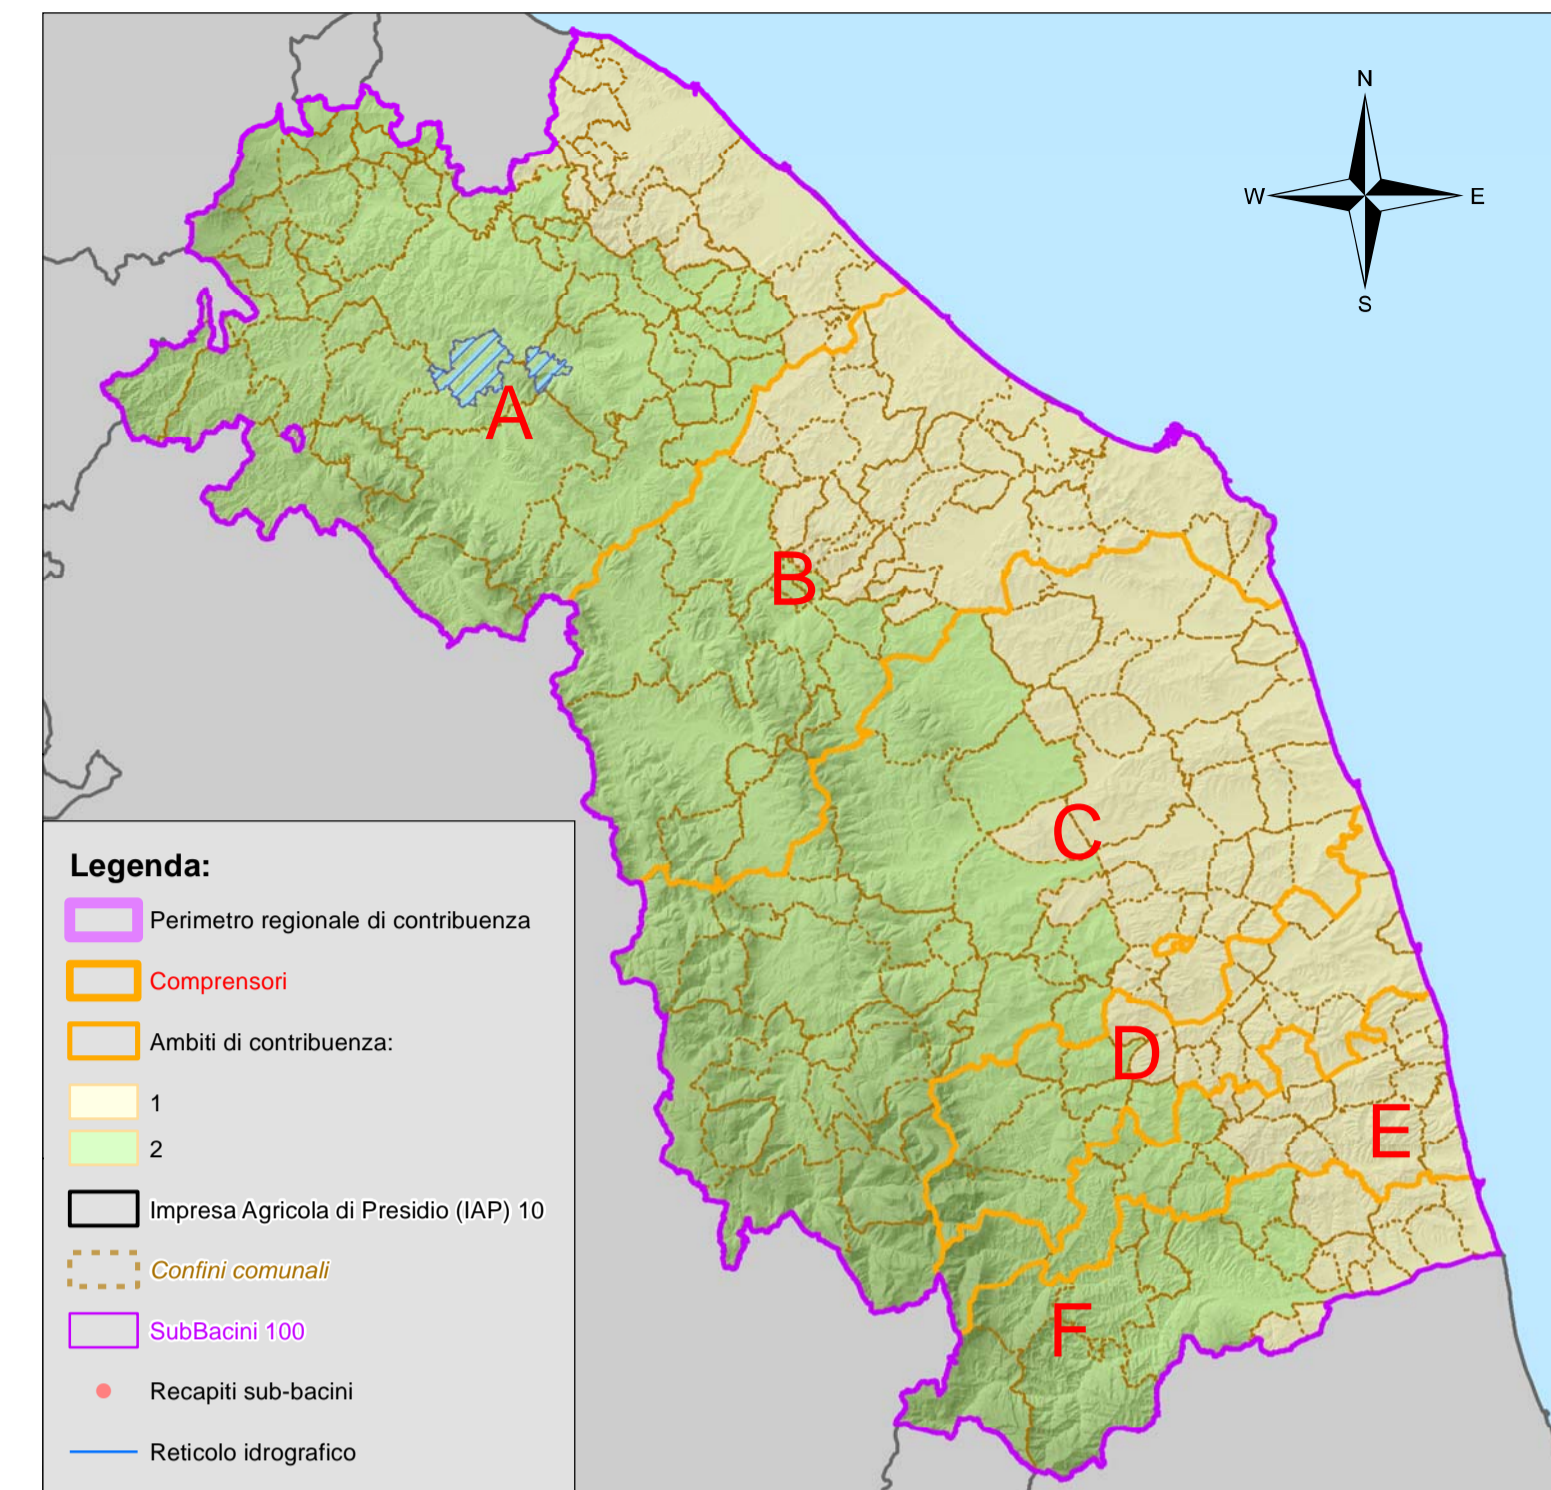 N
W E
S
A
B
C
D
E
F
Legenda:
Perimetro regionale di contribuenza
Comprensori
Ambiti di contribuenza:
1
2
Impresa Agricola di Presidio (IAP) 10
Confini comunali
SubBacini 100
Recapiti sub-bacini
Reticolo idrografico